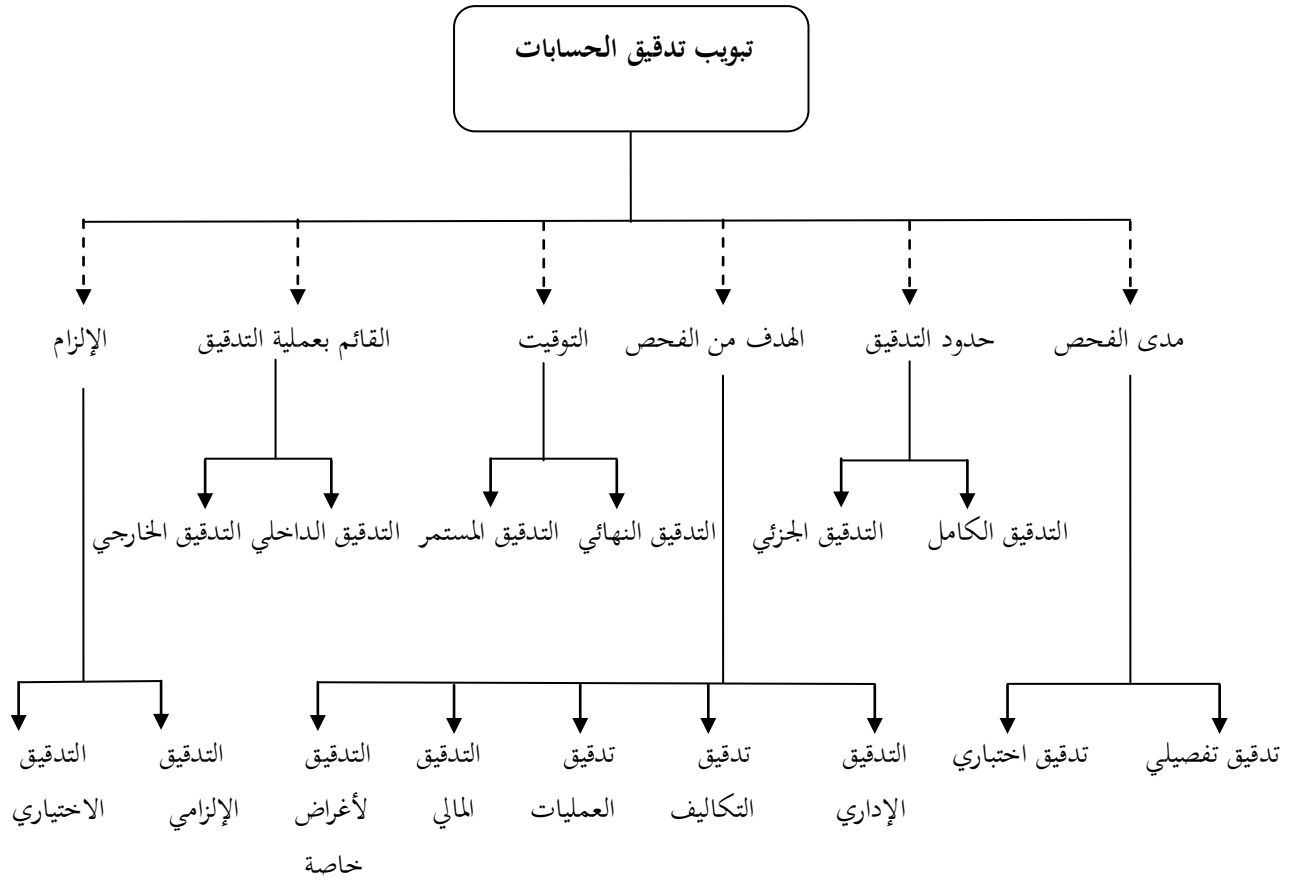 تبويب تدقيق الحسابات
مدى الفحص
حدود التدقيق
الهدف من الفحص
التوقيت
القائم بعملية التدقيق
الإلزام
التدقيق الكامل
التدقيق الجزئي
التدقيق النهائي
التدقيق المستمر
التدقيق الداخلي
التدقيق الخارجي
تدقيق تفصيلي
تدقيق اختباري
التدقيق
الإداري
تدقيق
التكاليف
تدقيق
العمليات
التدقيق
المالي
التدقيق
لأغراض
خاصة
التدقيق
الإلزامي
التدقيق
الاختياري